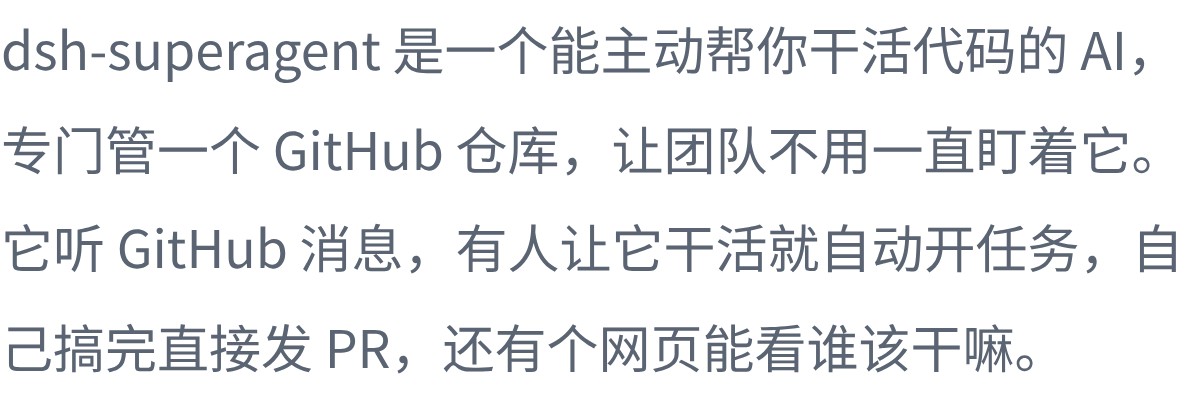 dsh-superagent 是一个能主动帮你干活代码的 AI，
专门管一个 GitHub 仓库，让团队不用一直盯着它。
它听 GitHub 消息，有人让它干活就自动开任务，自
己搞完直接发 PR，还有个网页能看谁该干嘛。